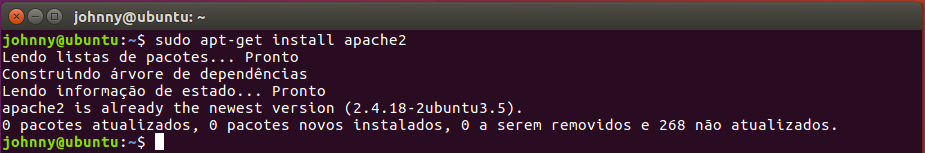 johnny@ubuntu: ~
johnny@ubuntu:~$ sudo apt-get install apache2
Lendo listas de pacotes... Pronto
Construindo árvore de dependências
Lendo informação de estado... Pronto
apache2 is already the newest version (2.4.18-2ubuntu3.5).
0 pacotes atualizados, 0 pacotes novos instalados, 0 a serem removidos e 268 não atualizados.
johnny@ubuntu:~$